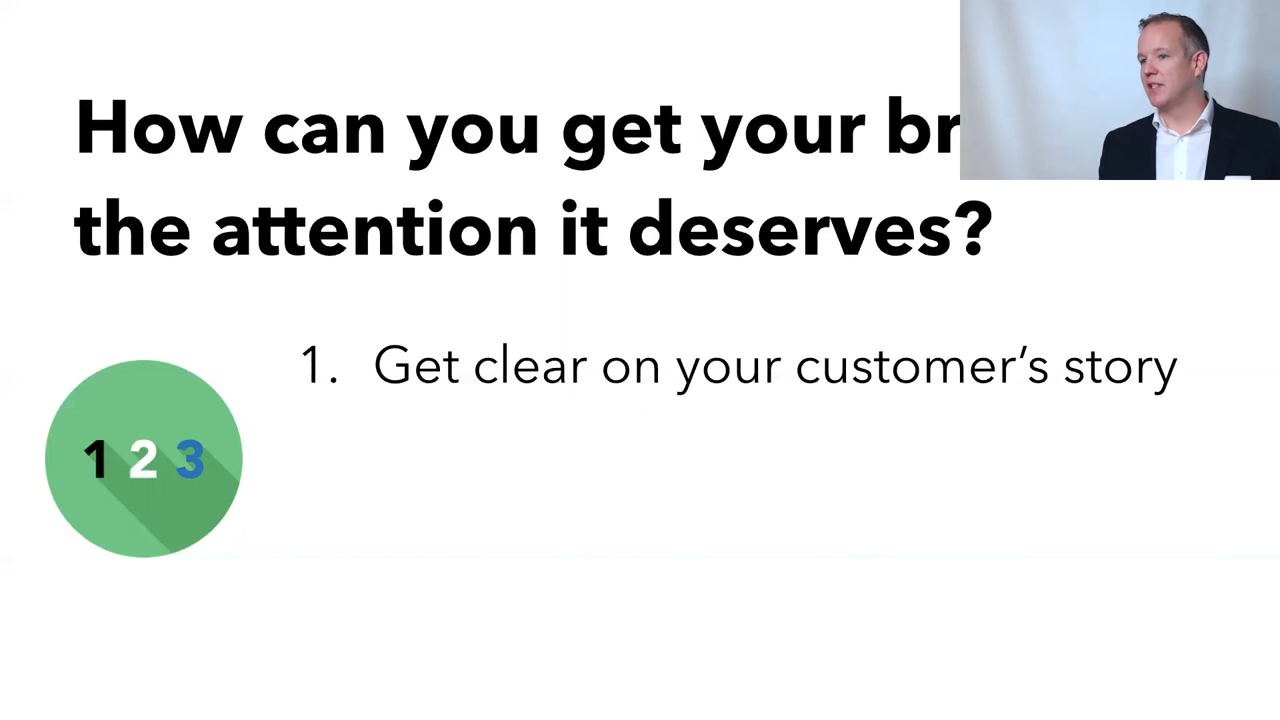 How can you get your br
the attention it deserves?
1. Get clear on your customer’s story
1 2 3